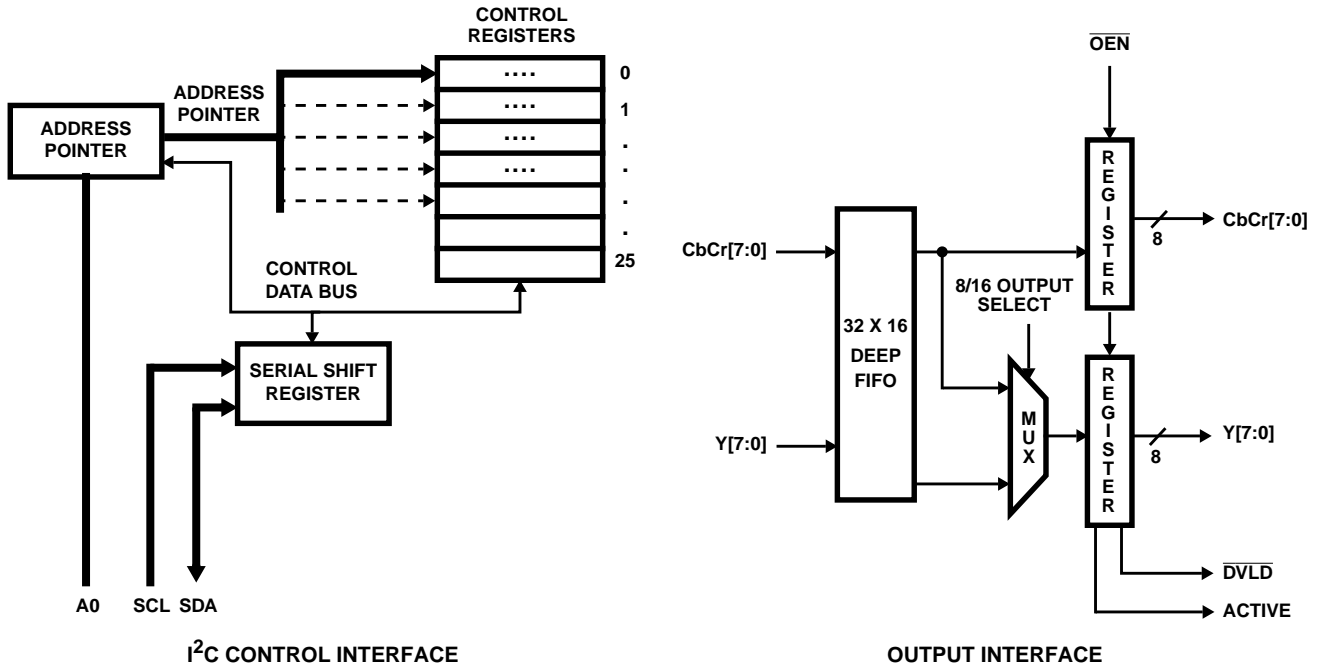 CONTROL
REGISTERS
....
0
....
1
....
.
....
.
.
.
25
ADDRESS
POINTER
ADDRESS
POINTER
CONTROL
DATA BUS
SERIAL SHIFT
REGISTER
A0
SCL
SDA
I²C CONTROL INTERFACE
OEN
REGISTER
CbCr[7:0]
8
CbCr[7:0]
8/16 OUTPUT
SELECT
32 X 16
DEEP
FIFO
MUX
REGISTER
Y[7:0]
8
Y[7:0]
DVLD
ACTIVE
OUTPUT INTERFACE